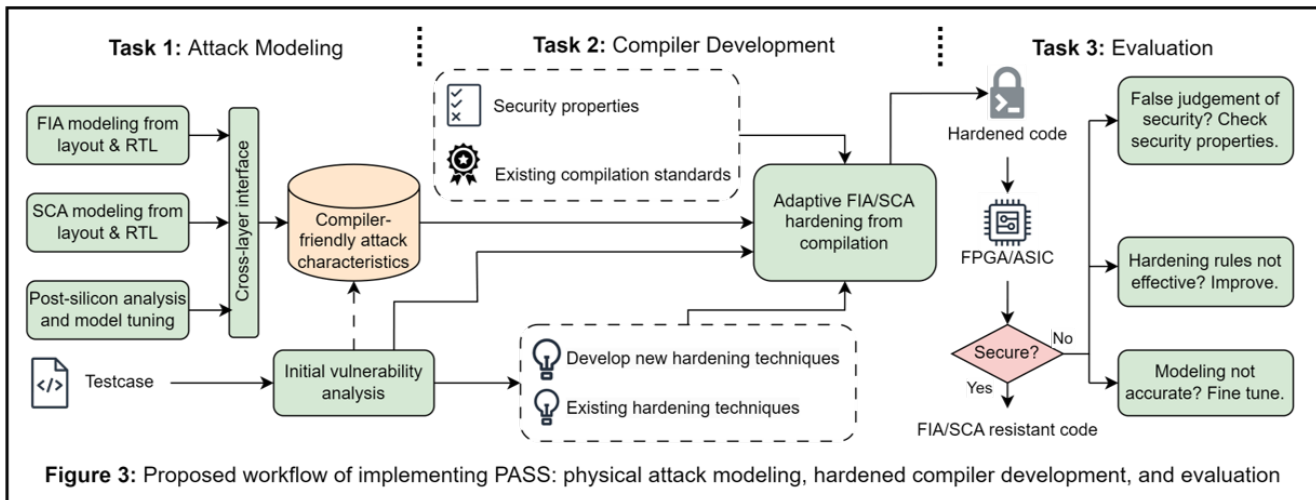 Task 1: Attack Modeling
Task 2: Compiler Development
Task 3: Evaluation
FIA modeling from
layout & RTL
SCA modeling from
layout & RTL
Post-silicon analysis
and model tuning
Cross-layer interface
Compiler-
friendly attack
characteristics
Testcase
Initial vulnerability
analysis
Security properties
Existing compilation standards
Adaptive FIA/SCA
hardening from
compilation
Develop new hardening techniques
Existing hardening techniques
Hardened code
FPGA/ASIC
Secure?
No
Yes
FIA/SCA resistant code
False judgement of
security? Check
security properties.
Hardening rules not
effective? Improve.
Modeling not
accurate? Fine tune.
Figure 3: Proposed workflow of implementing PASS: physical attack modeling, hardened compiler development, and evaluation